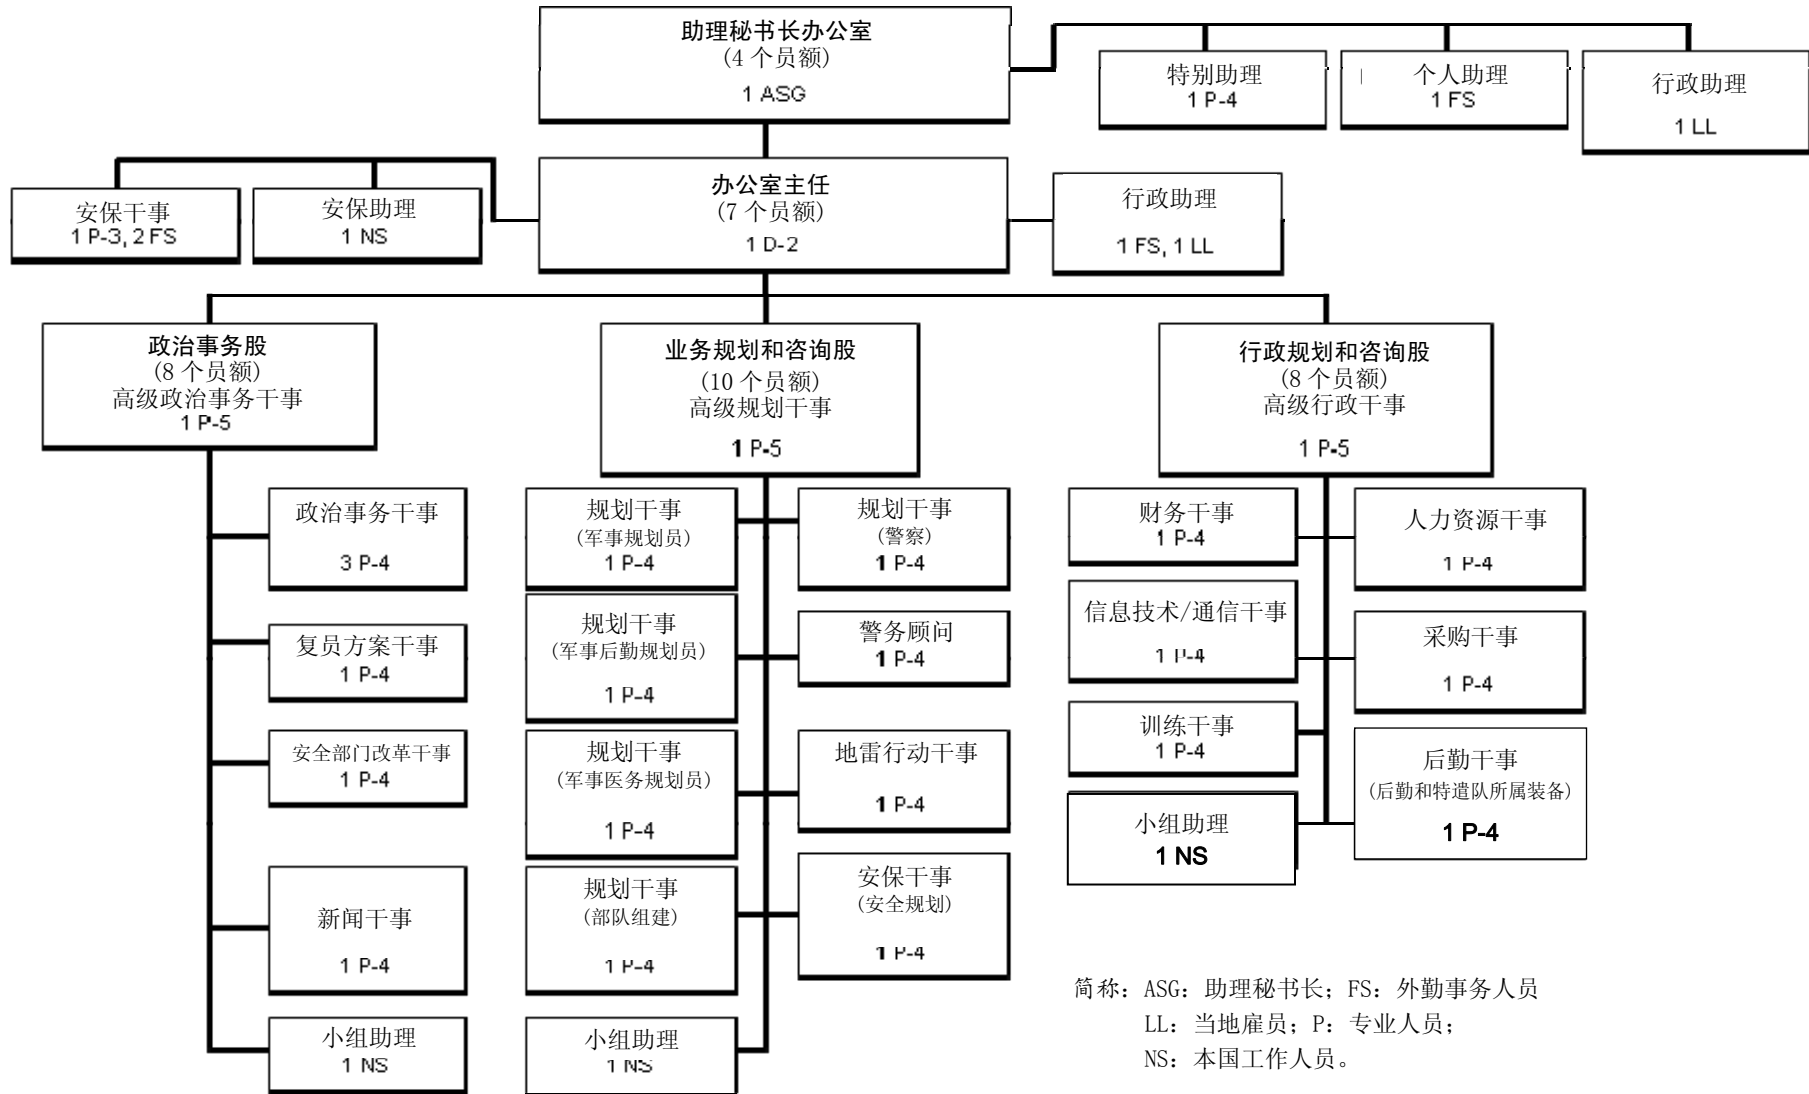 助理秘书长办公室
(4 个员额)
1 ASG
特别助理
1 P-4
个人助理
1 FS
行政助理
1 LL
安保干事
1 P-3, 2 FS
安保助理
1 NS
办公室主任
(7 个员额)
1 D-2
行政助理
1 FS, 1 LL
政治事务股
(8 个员额)
高级政治事务干事
1 P-5
业务规划和咨询股
(10 个员额)
高级规划干事
1 P-5
行政规划和咨询股
(8 个员额)
高级行政干事
1 P-5
政治事务干事
3 P-4
复员方案干事
1 P-4
安全部门改革干事
1 P-4
新闻干事
1 P-4
小组助理
1 NS
规划干事
(军事规划员)
1 P-4
规划干事
(警察)
1 P-4
规划干事
(军事后勤规划员)
1 P-4
警务顾问
1 P-4
规划干事
(军事医务规划员)
1 P-4
地雷行动干事
1 P-4
规划干事
(部队组建)
1 P-4
安保干事
(安全规划)
1 P-4
小组助理
1 NS
财务干事
1 P-4
人力资源干事
1 P-4
信息技术/通信干事
1 P-4
采购干事
1 P-4
训练干事
1 P-4
后勤干事
(后勤和特遣队所属装备)
1 P-4
小组助理
1 NS
简称：ASG：助理秘书长；FS：外勤事务人员
LL：当地雇员；P：专业人员；
NS：本国工作人员。